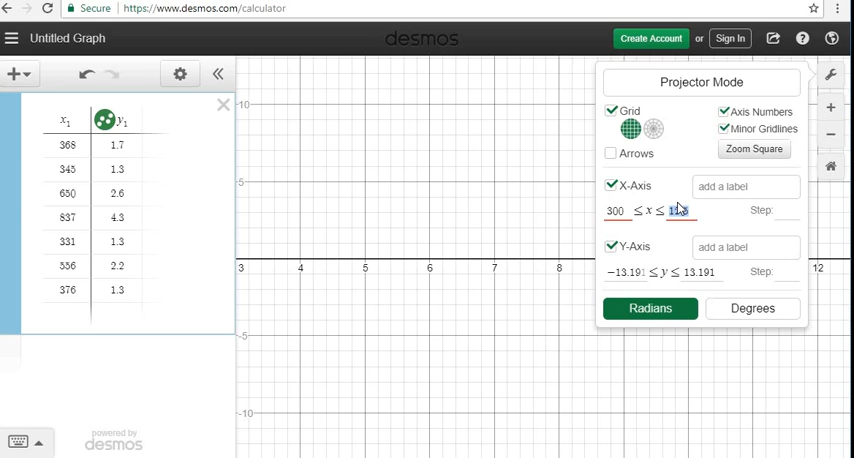 Secure https://www.desmos.com/calculator
Untitled Graph desmos Create Account or Sign In
x1 y1
368 1.7
345 1.3
650 2.6
837 4.3
331 1.3
556 2.2
376 1.3
powered by
desmos
10
5
3 4 5 6 7 8 12
-5
-10
Projector Mode
Grid Axis Numbers
Minor Gridlines
Arrows Zoom Square
X-Axis add a label
300 ≤ x ≤ Step:
Y-Axis add a label
-13.191 ≤ y ≤ 13.191 Step:
Radians Degrees